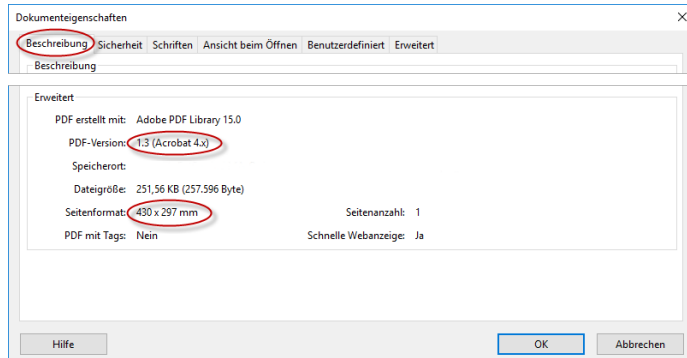 Dokumenteigenschaften
Beschreibung Sicherheit Schriften Ansicht beim Öffnen Benutzerdefiniert Erweitert
Beschreibung
Erweitert
PDF erstellt mit: Adobe PDF Library 15.0
PDF-Version: 1.3 (Acrobat 4.x)
Speicherort:
Dateigröße: 251,56 KB (257.596 Byte)
Seitenformat: 430 x 297 mm Seitenanzahl: 1
PDF mit Tags: Nein Schnelle Webanzeige: Ja
Hilfe OK Abbrechen